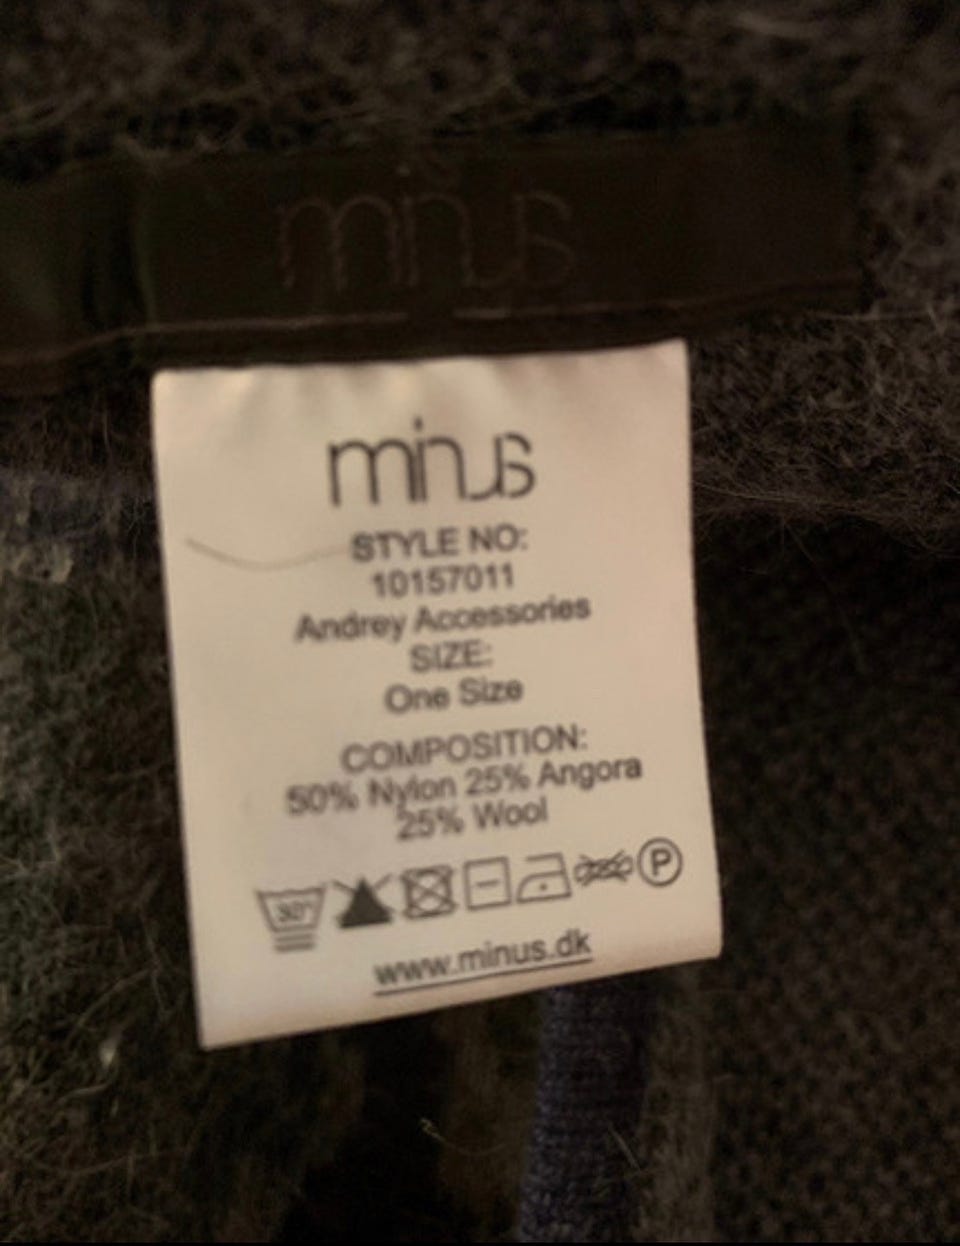 minus
minus
STYLE NO:
10157011
Andrey Accessories
SIZE:
One Size
COMPOSITION:
50% Nylon 25% Angora
25% Wool
30° P
www.minus.dk